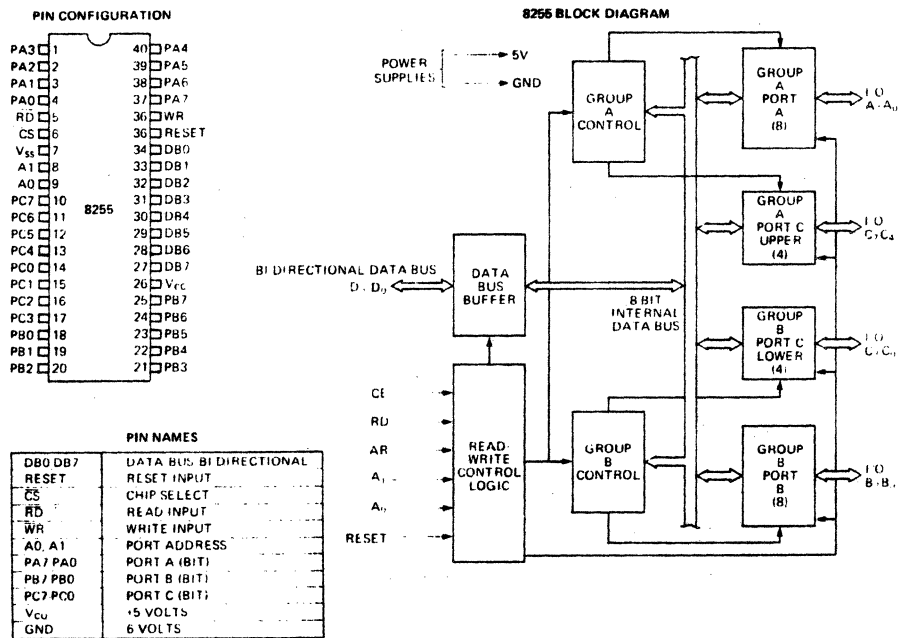 PIN CONFIGURATION
PA3 1 40 PA4
PA2 2 39 PA5
PA1 3 38 PA6
PA0 4 37 PA7
RD 5 36 WR
CS 6 36 RESET
Vss 7 34 DB0
A1 8 33 DB1
A0 9 32 DB2
PC7 10 31 DB3
PC6 11 30 DB4
PC5 12 29 DB5
PC4 13 28 DB6
PC0 14 27 DB7
PC1 15 26 Vcc
PC2 16 25 PB7
PC3 17 24 PB6
PB0 18 23 PB5
PB1 19 22 PB4
PB2 20 21 PB3
8255
PIN NAMES
DB0 DB7 DATA BUS BI DIRECTIONAL
RESET RESET INPUT
CS CHIP SELECT
RD READ INPUT
WR WRITE INPUT
A0, A1 PORT ADDRESS
PA7 PA0 PORT A (BIT)
PB7 PB0 PORT B (BIT)
PC7-PC0 PORT C (BIT)
+5 VOLTS
GND 6 VOLTS
8255 BLOCK DIAGRAM
POWER
SUPPLIES
5V
GND
GROUP
A
CONTROL
GROUP
A
PORT
A
(8)
GROUP
A
PORT C
UPPER
(4)
BI DIRECTIONAL DATA BUS
DATA
BUS
BUFFER
8 BIT
INTERNAL
DATA BUS
GROUP
B
PORT C
LOWER
(4)
CE
RD
AR
A0
RESET
READ-
WRITE
CONTROL
LOGIC
GROUP
B
CONTROL
GROUP
B
PORT
B
(8)